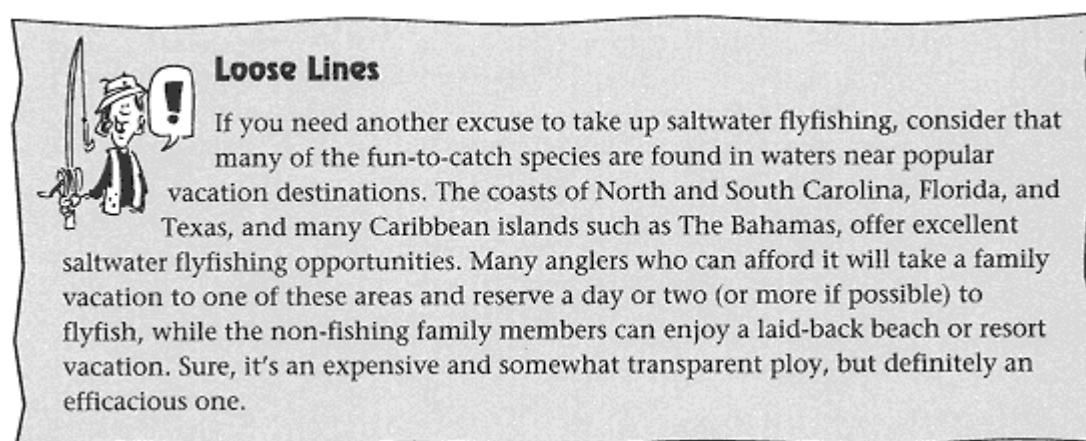 Loose Lines
!
If you need another excuse to take up saltwater flyfishing, consider that
many of the fun-to-catch species are found in waters near popular
vacation destinations. The coasts of North and South Carolina, Florida, and
Texas, and many Caribbean islands such as The Bahamas, offer excellent
saltwater flyfishing opportunities. Many anglers who can afford it will take a family
vacation to one of these areas and reserve a day or two (or more if possible) to
flyfish, while the non-fishing family members can enjoy a laid-back beach or resort
vacation. Sure, it's an expensive and somewhat transparent ploy, but definitely an
efficacious one.